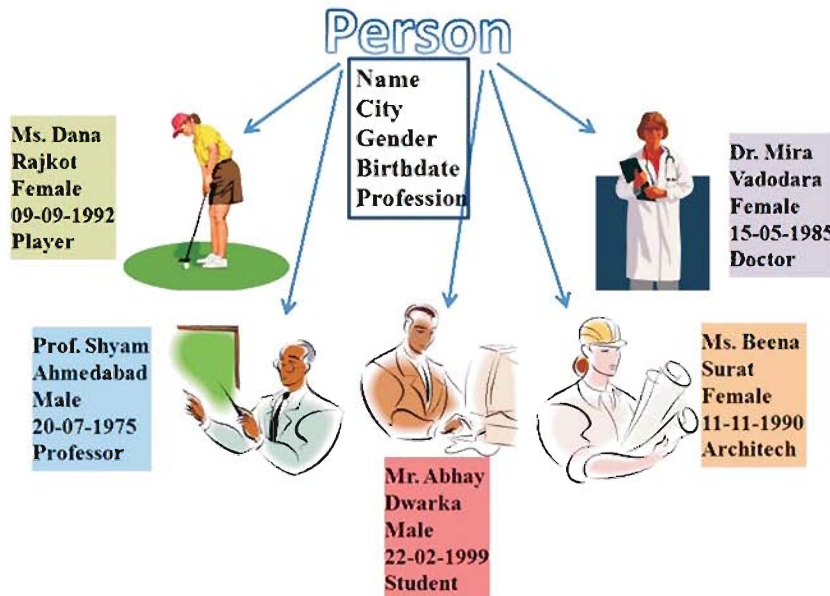 Person
Name
City
Gender
Birthdate
Profession
Ms. Dana
Rajkot
Female
09-09-1992
Player
Dr. Mira
Vadodara
Female
15-05-1985
Doctor
Prof. Shyam
Ahmedabad
Male
20-07-1975
Professor
Mr. Abhay
Dwarka
Male
22-02-1999
Student
Ms. Beena
Surat
Female
11-11-1990
Architech